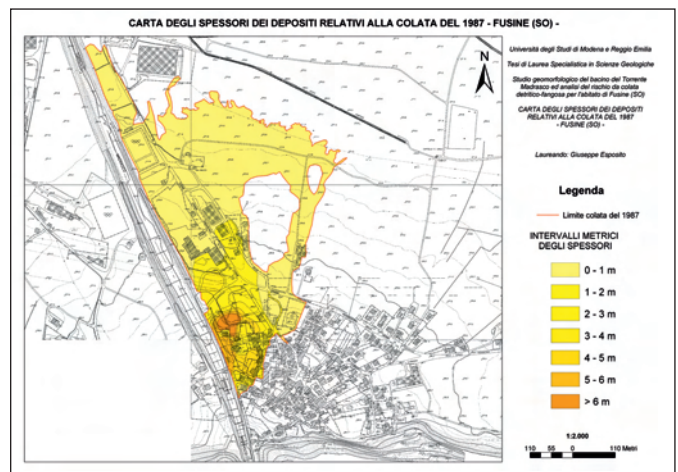 CARTA DEGLI SPESSORI DEI DEPOSITI RELATIVI ALLA COLATA DEL 1987 - FUSINE (SO) -
N
Università degli Studi di Modena e Reggio Emilia
Tesi di Laurea Specialistica in Scienze Geologiche
Studio geomorfologico del bacino del Torrente
Madrasco ed analisi del rischio da colata
detritico-fangosa per l'abitato di Fusine (SO)
CARTA DEGLI SPESSORI DEI DEPOSITI
RELATIVI ALLA COLATA DEL 1987
- FUSINE (SO) -
Laureando: Giuseppe Esposito
Legenda
Limite colata del 1987
INTERVALLI METRICI
DEGLI SPESSORI
0 - 1 m
1 - 2 m
2 - 3 m
3 - 4 m
4 - 5 m
5 - 6 m
> 6 m
1:2.000
110 55 0 110 Metri